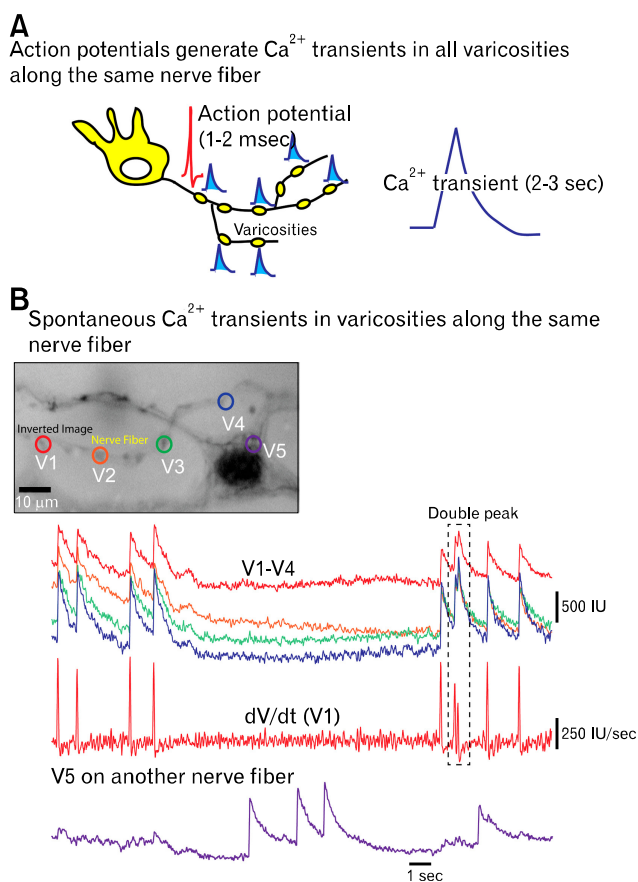 A
Action potentials generate Ca²⁺ transients in all varicosities
along the same nerve fiber
Action potential
(1-2 msec)
Ca²⁺ transient (2-3 sec)
Varicosities
B
Spontaneous Ca²⁺ transients in varicosities along the same
nerve fiber
V4
Inverted Image
Nerve Fiber
V1
V2
V3
V5
10 μm
Double peak
V1-V4
500 IU
dV/dt (V1)
250 IU/sec
V5 on another nerve fiber
1 sec